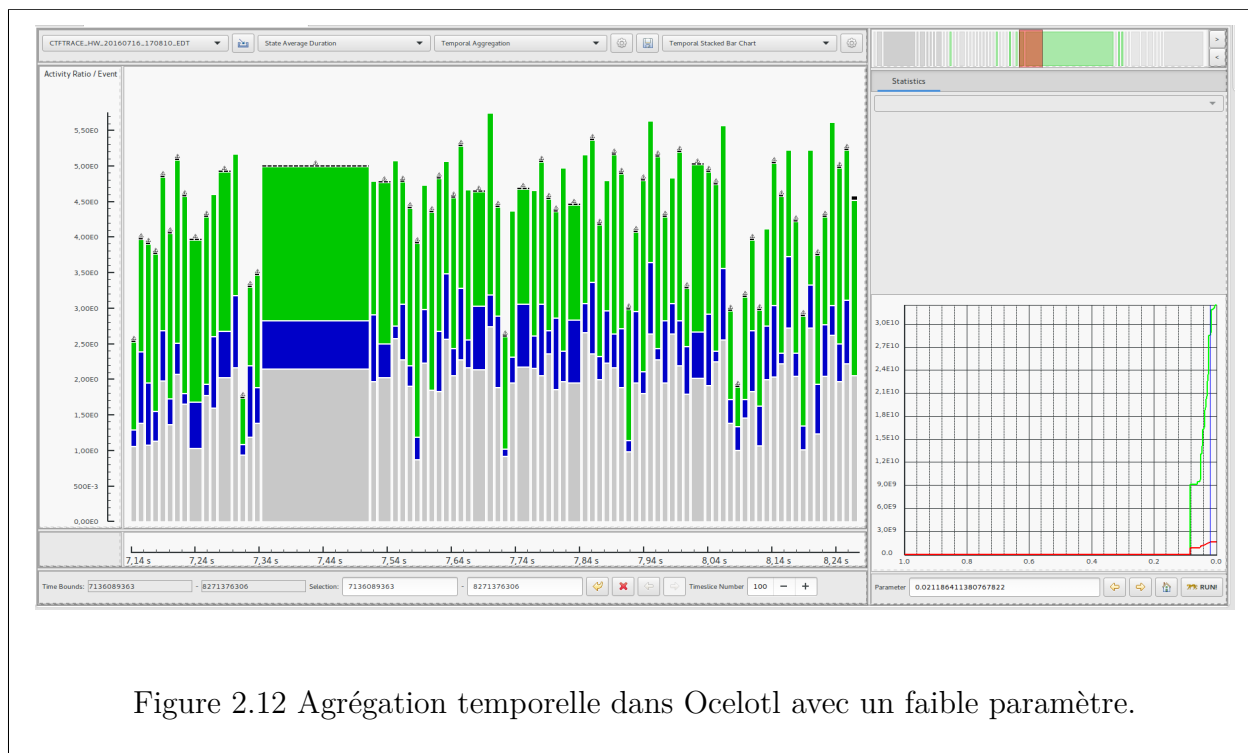 CTFTRACE_HW_20160716_170810_EDT State Average Duration Temporal Aggregation Temporal Stacked Bar Chart
>
<
Activity Ratio / Event
5,50E0
5,00E0
4,50E0
4,00E0
3,50E0
3,00E0
2,50E0
2,00E0
1,50E0
1,00E0
500E-3
0,00E0
7,14 s 7,24 s 7,34 s 7,44 s 7,54 s 7,64 s 7,74 s 7,84 s 7,94 s 8,04 s 8,14 s 8,24 s
Time Bounds: 7136089363 - 8271376306 Selection: 7136089363 - 8271376306 Timeslice Number 100 − +
Statistics
3,0E10
2,7E10
2,4E10
2,1E10
1,8E10
1,5E10
1,2E10
9,0E9
6,0E9
3,0E9
0.0
1.0 0.8 0.6 0.4 0.2 0.0
Parameter 0.021186411380767822 RUN!
Figure 2.12 Agrégation temporelle dans Ocelotl avec un faible paramètre.